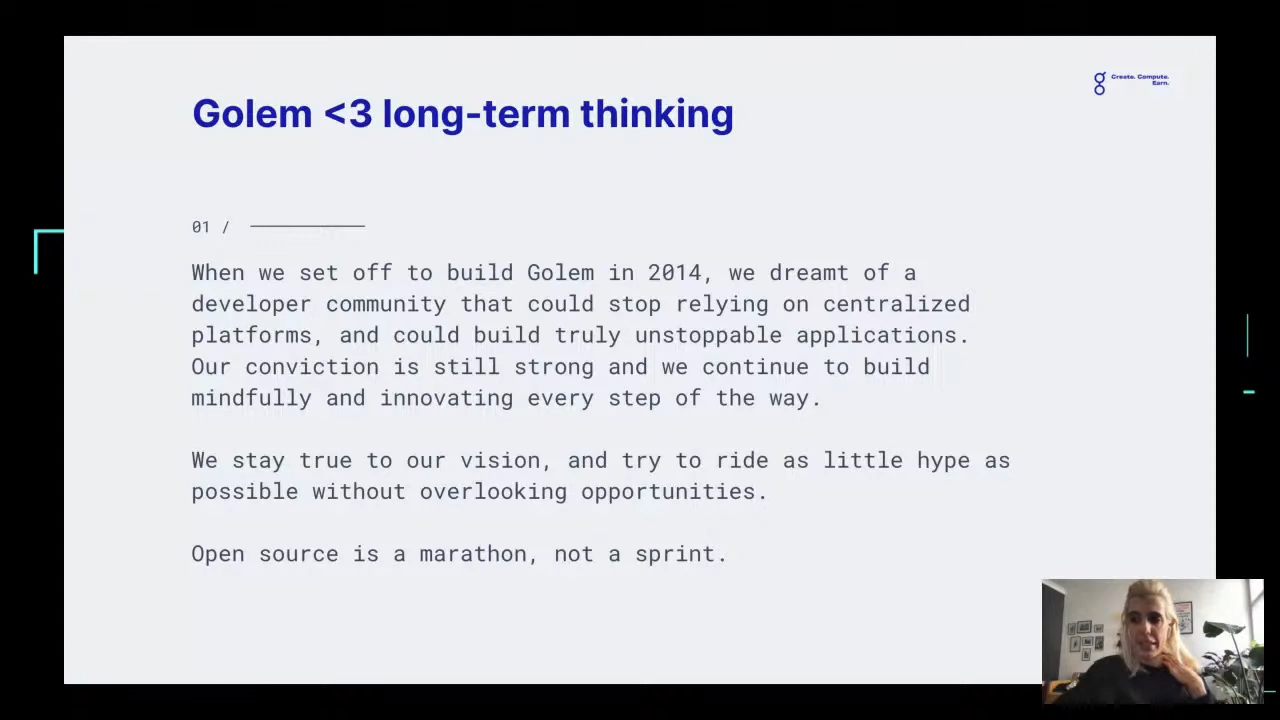 Golem <3 long-term thinking
Create. Compute.
Earn.
01 /
When we set off to build Golem in 2014, we dreamt of a
developer community that could stop relying on centralized
platforms, and could build truly unstoppable applications.
Our conviction is still strong and we continue to build
mindfully and innovating every step of the way.
We stay true to our vision, and try to ride as little hype as
possible without overlooking opportunities.
Open source is a marathon, not a sprint.